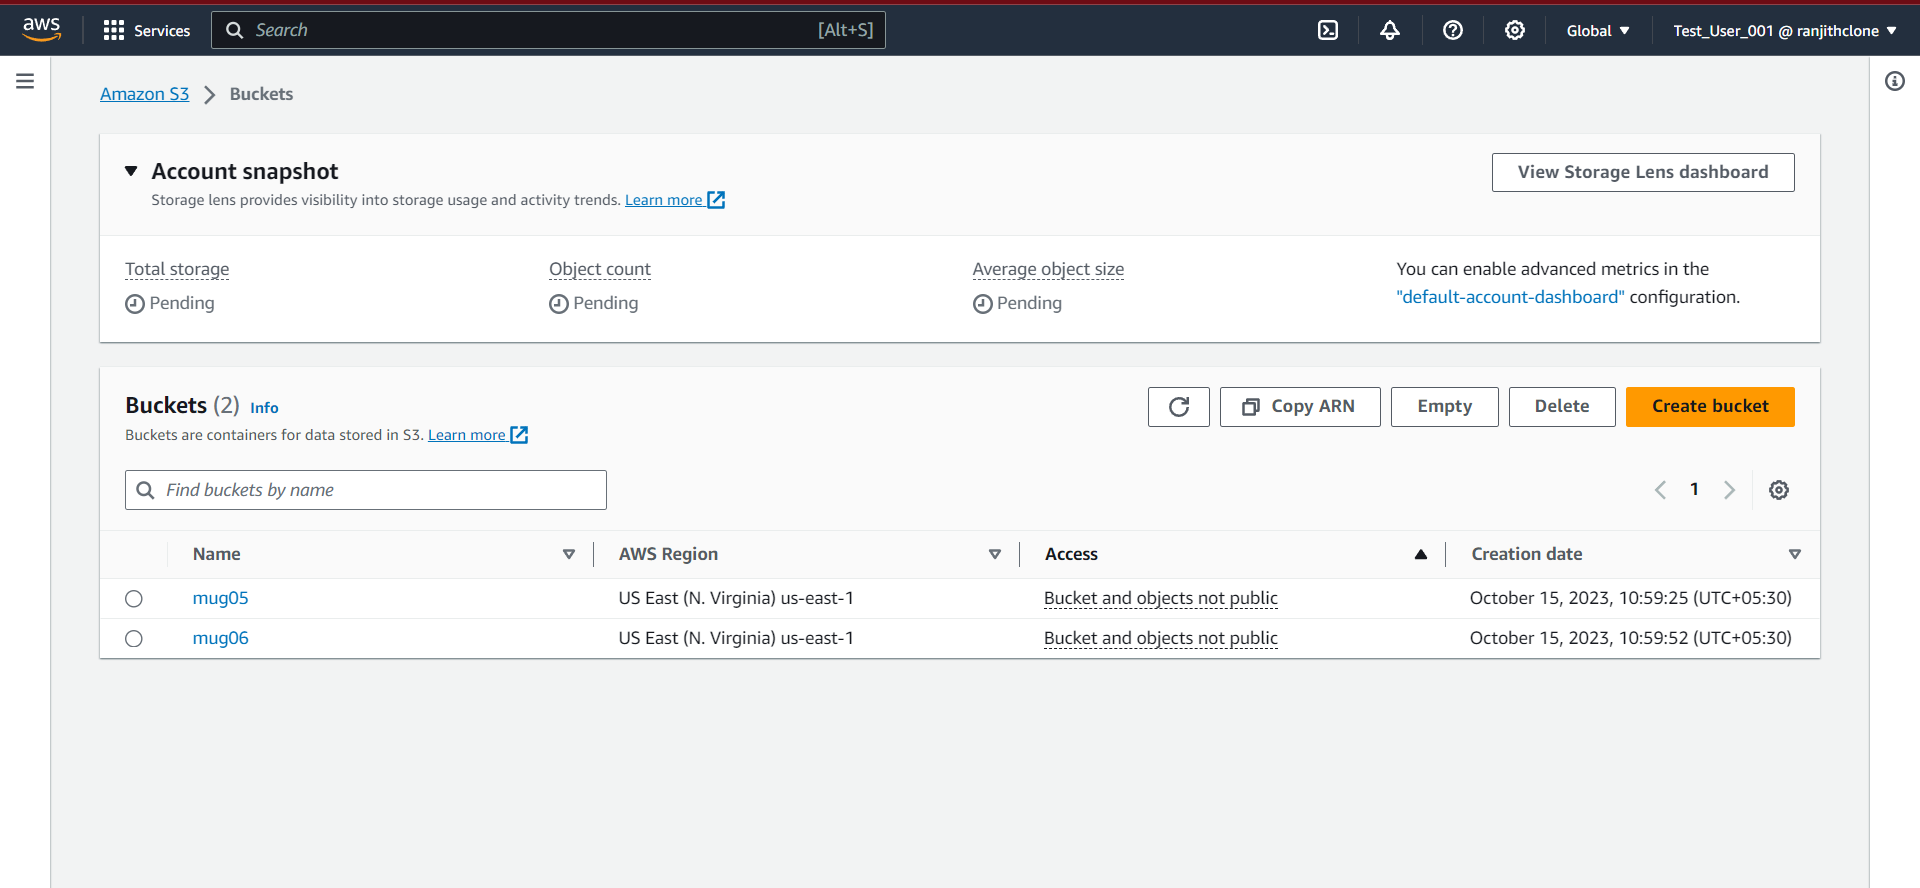 aws Services Search [Alt+S] Global Test_User_001 @ ranjithclone
Amazon S3 Buckets
Account snapshot View Storage Lens dashboard
Storage lens provides visibility into storage usage and activity trends. Learn more
Total storage Object count Average object size You can enable advanced metrics in the
Pending Pending Pending "default-account-dashboard" configuration.
Buckets (2) Info Copy ARN Empty Delete Create bucket
Buckets are containers for data stored in S3. Learn more
Find buckets by name 1
Name AWS Region Access Creation date
mug05 US East (N. Virginia) us-east-1 Bucket and objects not public October 15, 2023, 10:59:25 (UTC+05:30)
mug06 US East (N. Virginia) us-east-1 Bucket and objects not public October 15, 2023, 10:59:52 (UTC+05:30)